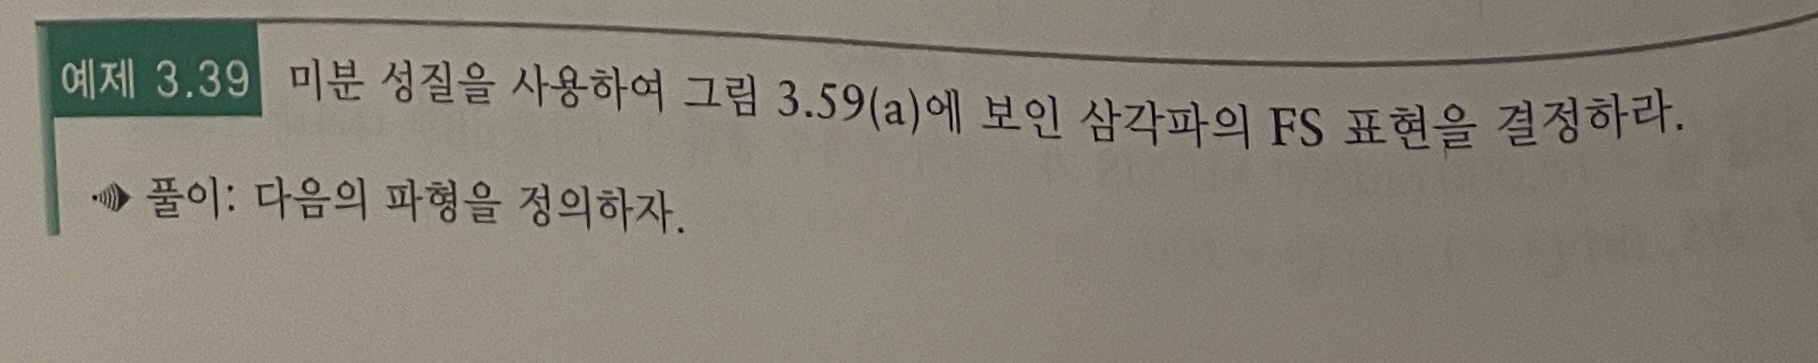 예제 3.39 미분 성질을 사용하여 그림 3.59(a)에 보인 삼각파의 FS 표현을 결정하라.
풀이: 다음의 파형을 정의하자.